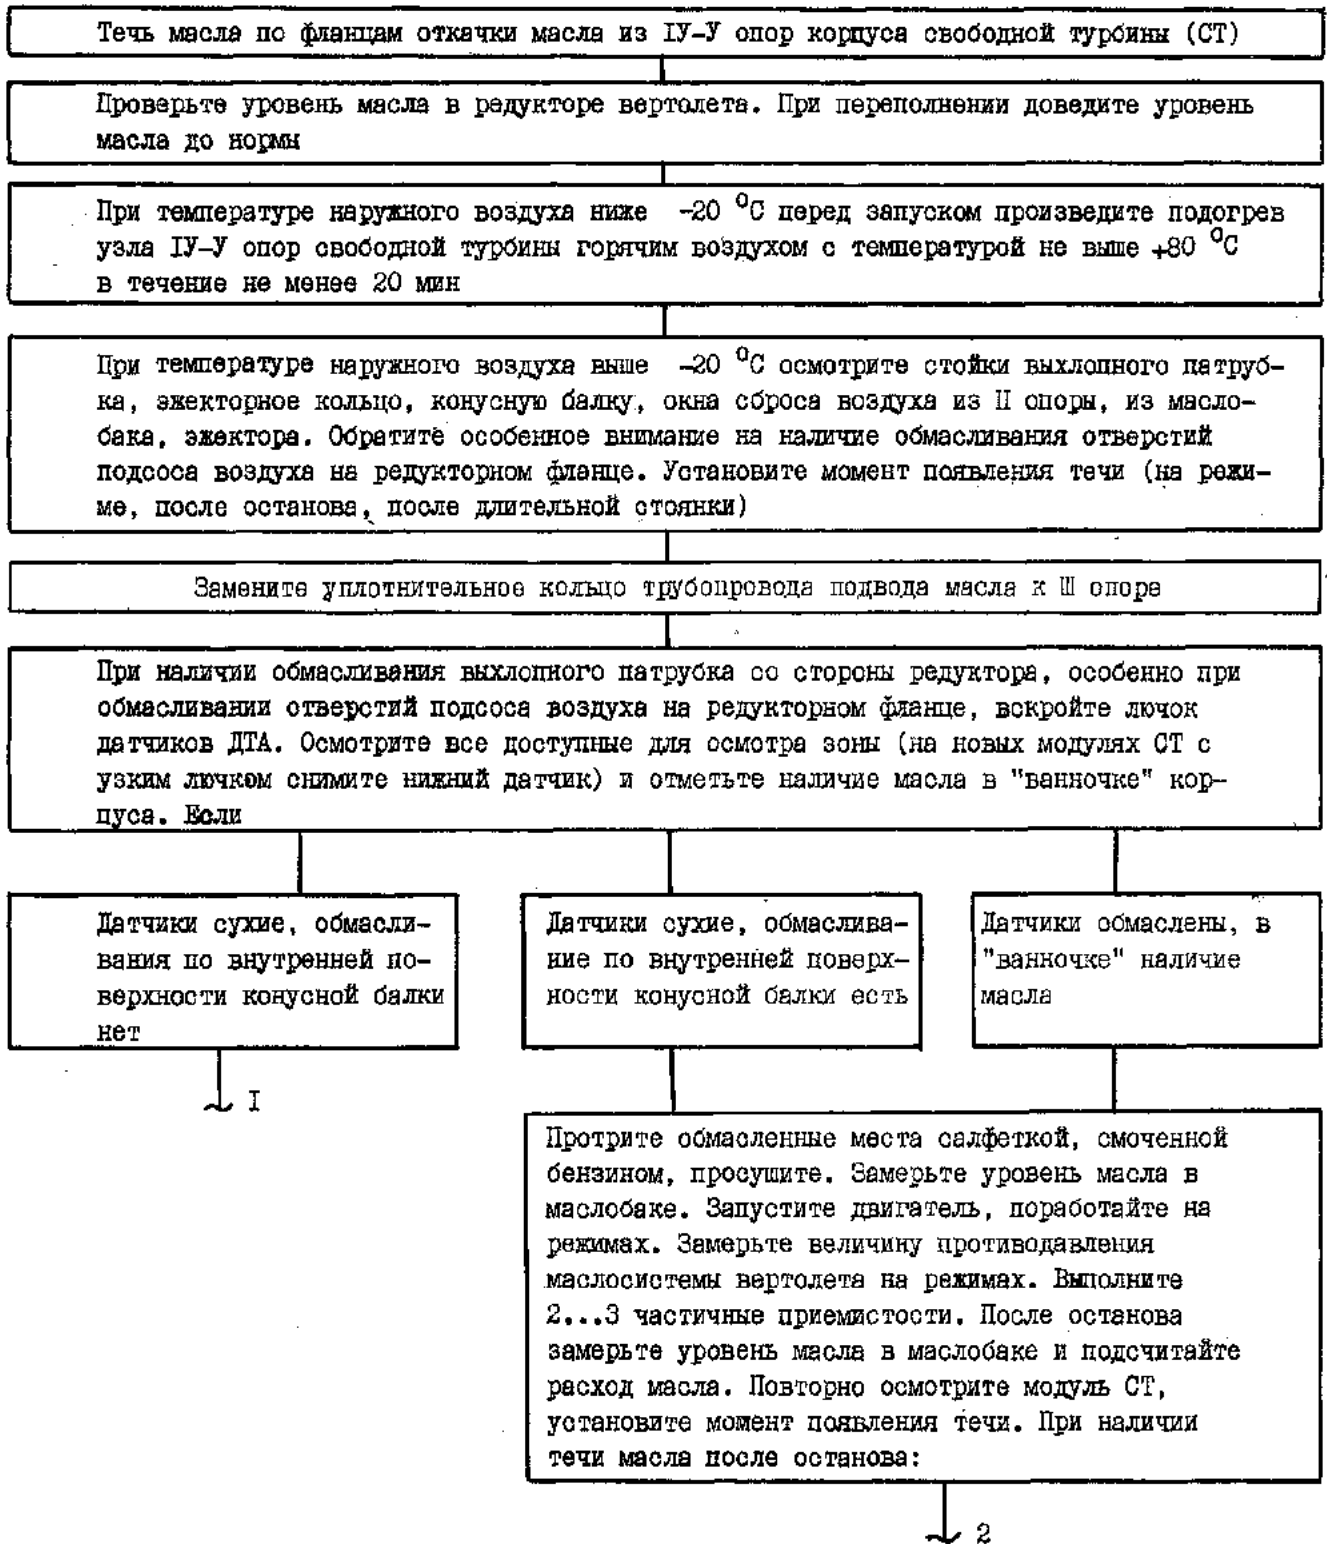 Течь масла по фланцам откачки масла из IУ-У опор корпуса свободной турбины (СТ)
Проверьте уровень масла в редукторе вертолета. При переполнении доведите уровень
масла до нормы
При температуре наружного воздуха ниже -20 °С перед запуском произведите подогрев
узла IУ-У опор свободной турбины горячим воздухом с температурой не выше +80 °С
в течение не менее 20 мин
При температуре наружного воздуха выше -20 °С осмотрите стойки выхлопного патруб-
ка, эжекторное кольцо, конусную балку, окна сброса воздуха из II опоры, из масло-
бака, эжектора. Обратите особенное внимание на наличие обмасливания отверстий
подсоса воздуха на редукторном фланце. Установите момент появления течи (на режи-
ме, после останова, после длительной стоянки)
Замените уплотнительное кольцо трубопровода подвода масла к Ш опоре
При наличии обмасливания выхлопного патрубка со стороны редуктора, особенно при
обмасливании отверстий подсоса воздуха на редукторном фланце, вскройте лючок
датчиков ДТА. Осмотрите все доступные для осмотра зоны (на новых модулях СТ с
узким лючком снимите нижний датчик) и отметьте наличие масла в "ванночке" кор-
пуса. Если
Датчики сухие, обмасли-
вания по внутренней по-
верхности конусной балки
нет
I
Датчики сухие, обмаслива-
ние по внутренней поверх-
ности конусной балки есть
Датчики обмаслены, в
"ванночке" наличие
масла
Протрите обмасленные места салфеткой, смоченной
бензином, просушите. Замерьте уровень масла в
маслобаке. Запустите двигатель, поработайте на
режимах. Замерьте величину противодавления
маслосистемы вертолета на режимах. Выполните
2...3 частичные приемистости. После останова
замерьте уровень масла в маслобаке и подсчитайте
расход масла. Повторно осмотрите модуль СТ,
установите момент появления течи. При наличии
течи масла после останова:
2